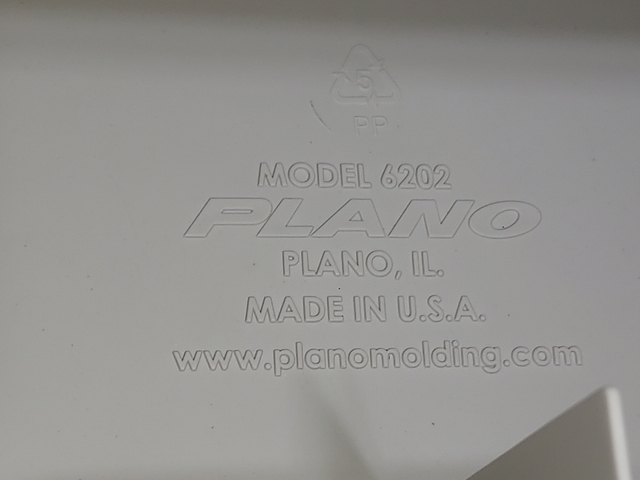 5
PP
MODEL 6202
PLANO
PLANO, IL.
MADE IN U.S.A.
www.planomolding.com